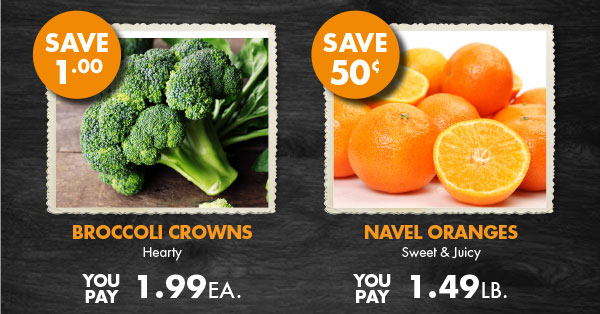 SAVE
1.00
BROCCOLI CROWNS
Hearty
YOU
PAY
1.99EA.
SAVE
50¢
NAVEL ORANGES
Sweet & Juicy
YOU
PAY
1.49LB.